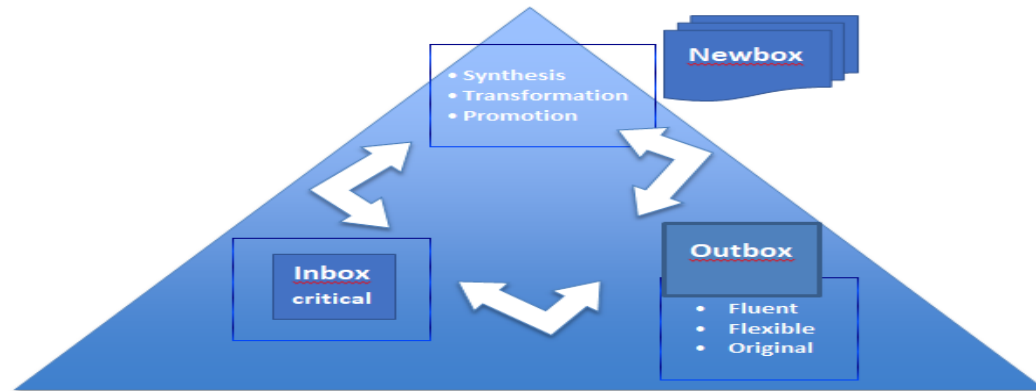 Newbox
• Synthesis
• Transformation
• Promotion
Inbox
critical
Outbox
• Fluent
• Flexible
• Original